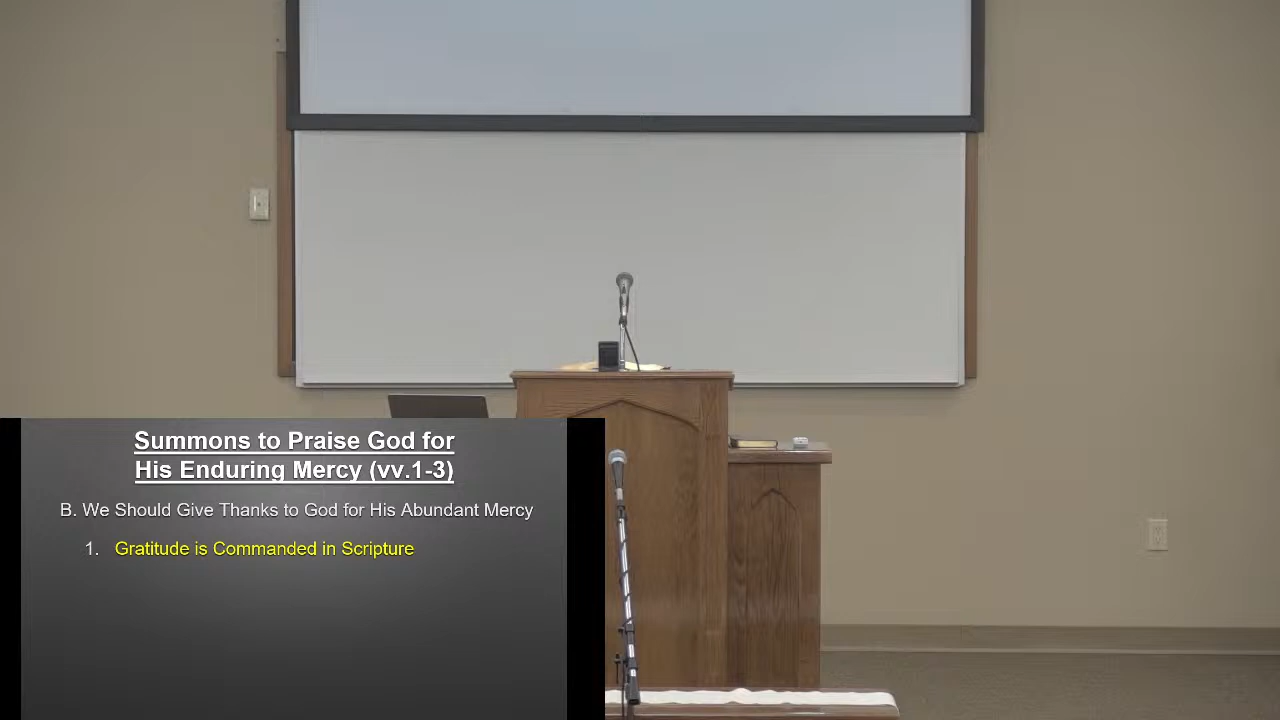 Summons to Praise God for
His Enduring Mercy (vv.1-3)
B. We Should Give Thanks to God for His Abundant Mercy
1. Gratitude is Commanded in Scripture